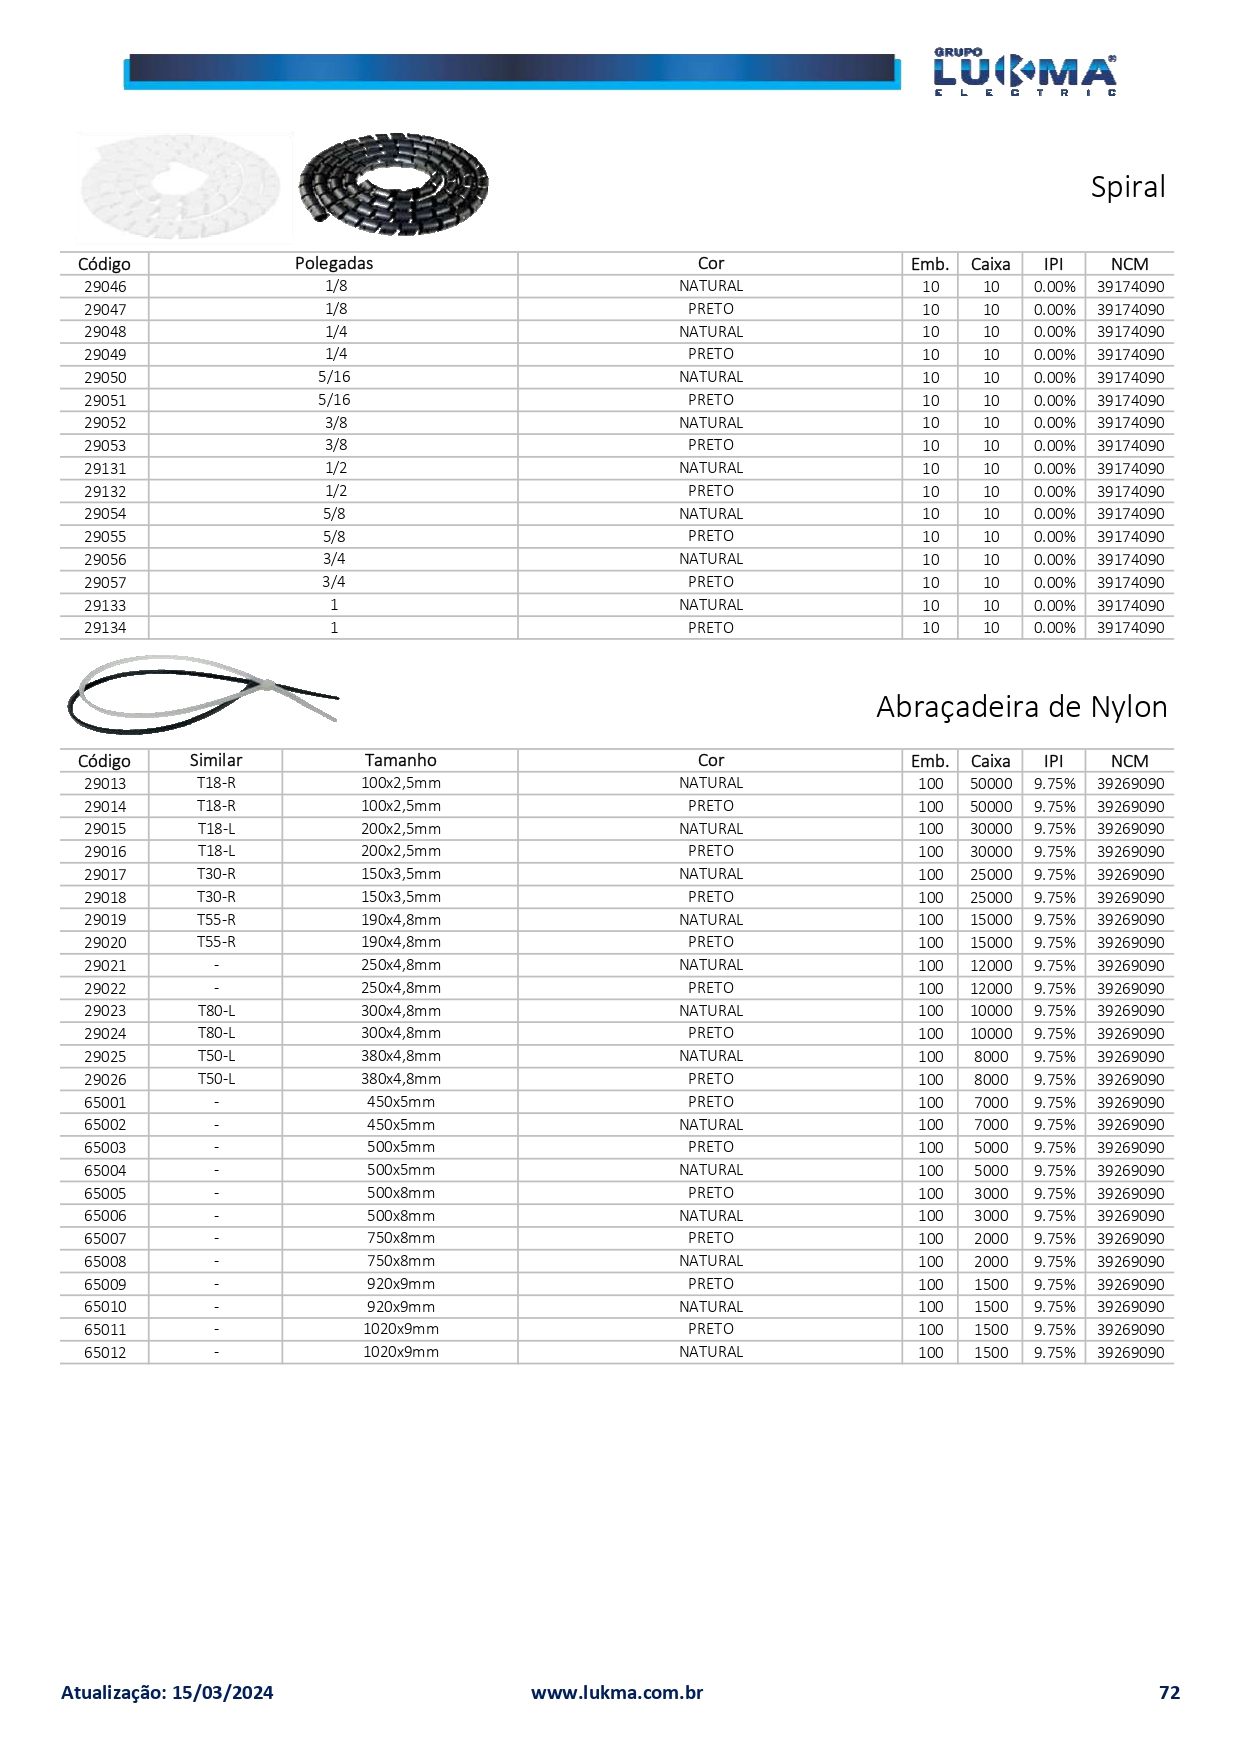 GRUPO
LUKMA®
ELECTRIC
Spiral
Código Polegadas Cor Emb. Caixa IPI NCM
29046 1/8 NATURAL 10 10 0.00% 39174090
29047 1/8 PRETO 10 10 0.00% 39174090
29048 1/4 NATURAL 10 10 0.00% 39174090
29049 1/4 PRETO 10 10 0.00% 39174090
29050 5/16 NATURAL 10 10 0.00% 39174090
29051 5/16 PRETO 10 10 0.00% 39174090
29052 3/8 NATURAL 10 10 0.00% 39174090
29053 3/8 PRETO 10 10 0.00% 39174090
29131 1/2 NATURAL 10 10 0.00% 39174090
29132 1/2 PRETO 10 10 0.00% 39174090
29054 5/8 NATURAL 10 10 0.00% 39174090
29055 5/8 PRETO 10 10 0.00% 39174090
29056 3/4 NATURAL 10 10 0.00% 39174090
29057 3/4 PRETO 10 10 0.00% 39174090
29133 1 NATURAL 10 10 0.00% 39174090
29134 1 PRETO 10 10 0.00% 39174090
Abraçadeira de Nylon
Código Similar Tamanho Cor Emb. Caixa IPI NCM
29013 T18-R 100x2,5mm NATURAL 100 50000 9.75% 39269090
29014 T18-R 100x2,5mm PRETO 100 50000 9.75% 39269090
29015 T18-L 200x2,5mm NATURAL 100 30000 9.75% 39269090
29016 T18-L 200x2,5mm PRETO 100 30000 9.75% 39269090
29017 T30-R 150x3,5mm NATURAL 100 25000 9.75% 39269090
29018 T30-R 150x3,5mm PRETO 100 25000 9.75% 39269090
29019 T55-R 190x4,8mm NATURAL 100 15000 9.75% 39269090
29020 T55-R 190x4,8mm PRETO 100 15000 9.75% 39269090
29021 - 250x4,8mm NATURAL 100 12000 9.75% 39269090
29022 - 250x4,8mm PRETO 100 12000 9.75% 39269090
29023 T80-L 300x4,8mm NATURAL 100 10000 9.75% 39269090
29024 T80-L 300x4,8mm PRETO 100 10000 9.75% 39269090
29025 T50-L 380x4,8mm NATURAL 100 8000 9.75% 39269090
29026 T50-L 380x4,8mm PRETO 100 8000 9.75% 39269090
65001 - 450x5mm PRETO 100 7000 9.75% 39269090
65002 - 450x5mm NATURAL 100 7000 9.75% 39269090
65003 - 500x5mm PRETO 100 5000 9.75% 39269090
65004 - 500x5mm NATURAL 100 5000 9.75% 39269090
65005 - 500x8mm PRETO 100 3000 9.75% 39269090
65006 - 500x8mm NATURAL 100 3000 9.75% 39269090
65007 - 750x8mm PRETO 100 2000 9.75% 39269090
65008 - 750x8mm NATURAL 100 2000 9.75% 39269090
65009 - 920x9mm PRETO 100 1500 9.75% 39269090
65010 - 920x9mm NATURAL 100 1500 9.75% 39269090
65011 - 1020x9mm PRETO 100 1500 9.75% 39269090
65012 - 1020x9mm NATURAL 100 1500 9.75% 39269090
Atualização: 15/03/2024 www.lukma.com.br 72